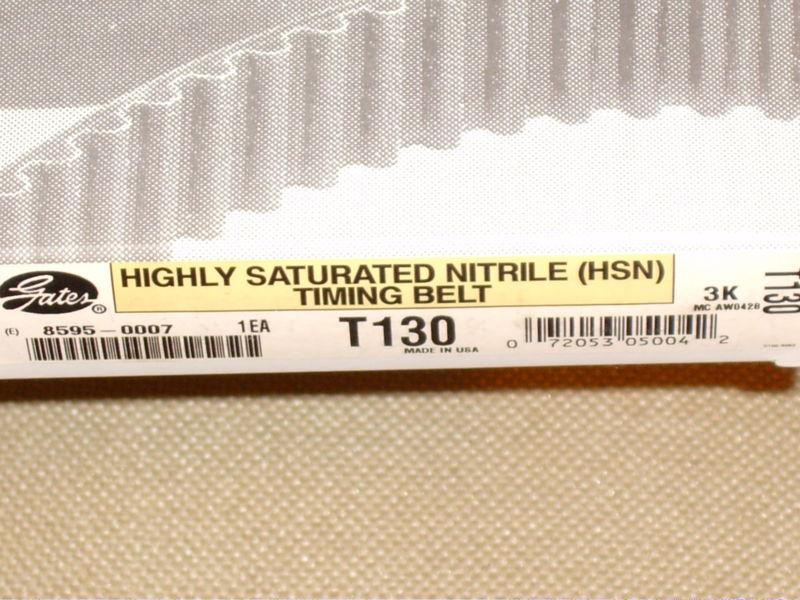 Gates®
HIGHLY SATURATED NITRILE (HSN)
TIMING BELT
3K
MC AW042B
T130
(E) 8595-0007 1EA
T130
MADE IN USA
0 72053 05004 2